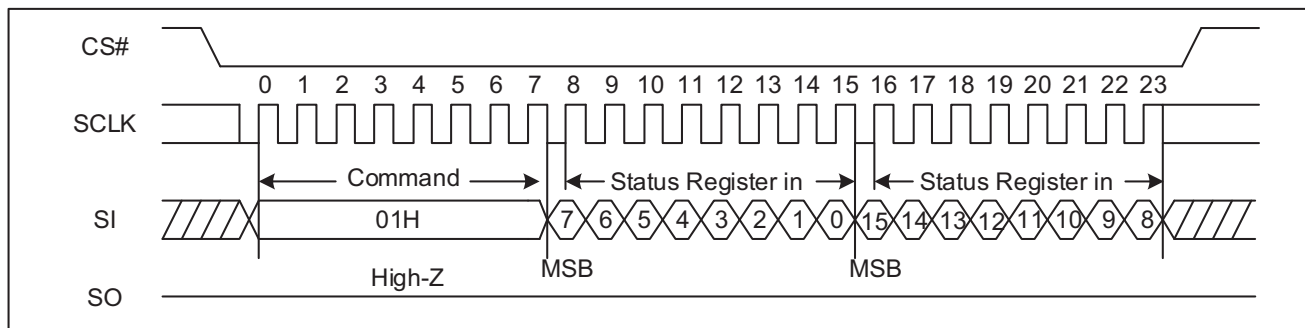 CS#
0 1 2 3 4 5 6 7 8 9 10 11 12 13 14 15 16 17 18 19 20 21 22 23
SCLK
Command Status Register in Status Register in
SI 01H 7 6 5 4 3 2 1 0 15 14 13 12 11 10 9 8
High-Z MSB MSB
SO